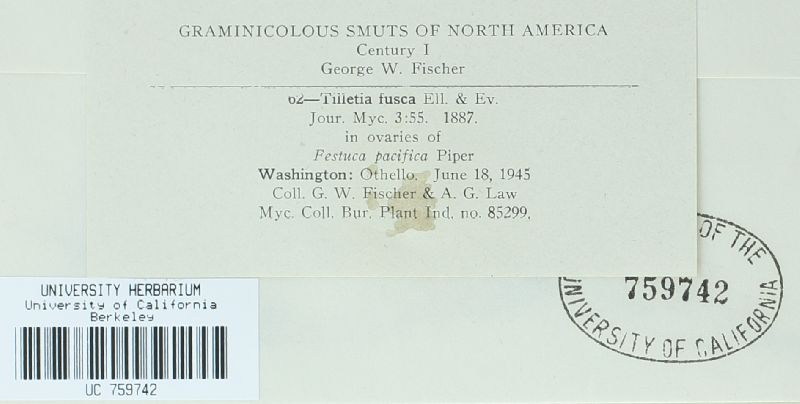 GRAMINICOLOUS SMUTS OF NORTH AMERICA
Century I
George W. Fischer
62—Tilletia fusca Ell. & Ev.
Jour. Myc. 3:55. 1887.
in ovaries of
Festuca pacifica Piper
Washington: Othello. June 18, 1945
Coll. G. W. Fischer & A. G. Law
Myc. Coll. Bur. Plant Ind. no. 85299.
OF THE
759742
UNIVERSITY OF CALIFORNIA
UNIVERSITY HERBARIUM
University of California
Berkeley
UC 759742